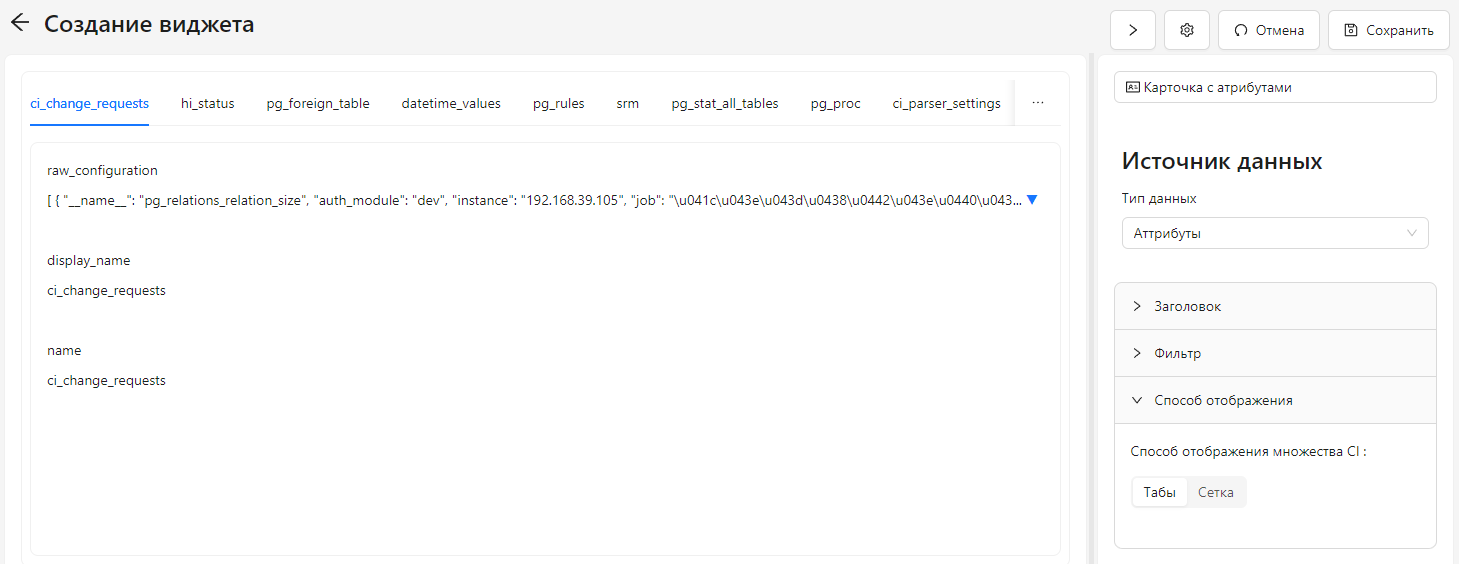 Создание виджета
Отмена
Сохранить
ci_change_requests hi_status pg_foreign_table datetime_values pg_rules srm pg_stat_all_tables pg_proc ci_parser_settings ...
raw_configuration
[ { "__name__": "pg_relations_relation_size", "auth_module": "dev", "instance": "192.168.39.105", "job": "\u041c\u043e\u043d\u0438\u0442\u043e\u0440\u043...
display_name
ci_change_requests
name
ci_change_requests
Карточка с атрибутами
Источник данных
Тип данных
Аттрибуты
Заголовок
Фильтр
Способ отображения
Способ отображения множества CI :
Табы Сетка